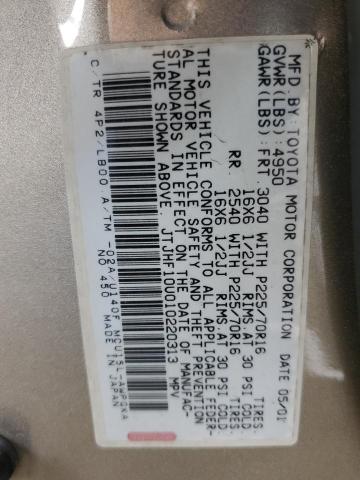 MFD.BY:TOYOTA MOTOR CORPORATION DATE 05/01
GVWR(LBS):4950
GAWR(LBS):FRT 3040 WITH P225/70R16 TIRES.
16X6 1/2JJ RIMS.AT 30 PSI COLD
RR. 2540 WITH P225/70R16 TIRES.
16X6 1/2JJ RIMS.AT 30 PSI COLD.
THIS VEHICLE CONFORMS TO ALL APPLICABLE FEDER-
AL MOTOR VEHICLE SAFETY AND THEFT PREVENTION
STANDARDS IN EFFECT ON THE DATE OF MANUFAC-
TURE SHOWN ABOVE. JTJHF10U010220313 MPV
C/TR 4P2/LB00 A/TM -02A/U140F MCU15L-AWPGKA
NO 450 MADE IN JAPAN